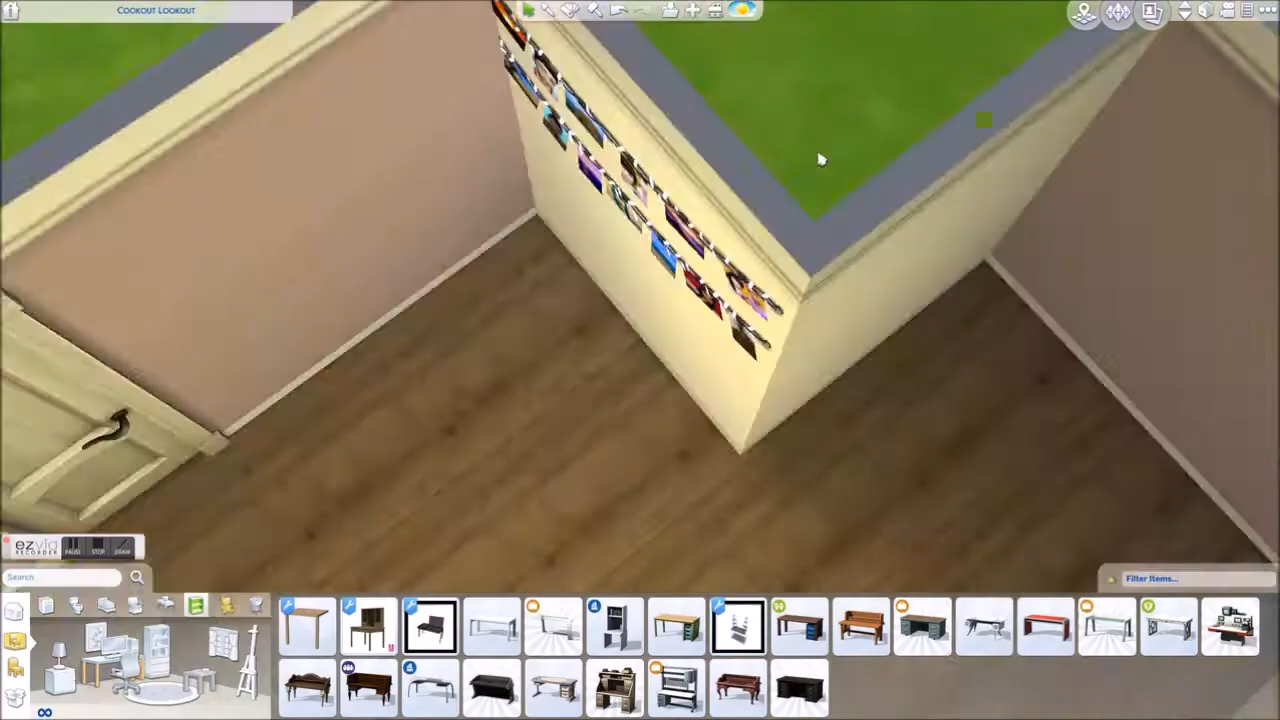 Cookout Lookout
ezvid
RECORDER
PAUSE
STOP
DRAW
Search
Filter Items...